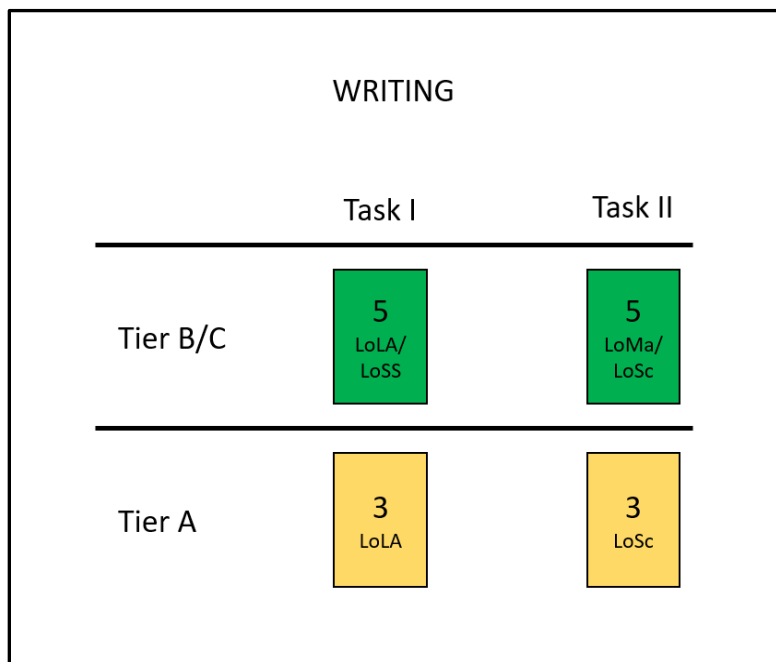 WRITING
Task I
Task II
Tier B/C
5
LoLA/
LoSS
5
LoMa/
LoSc
Tier A
3
LoLA
3
LoSc